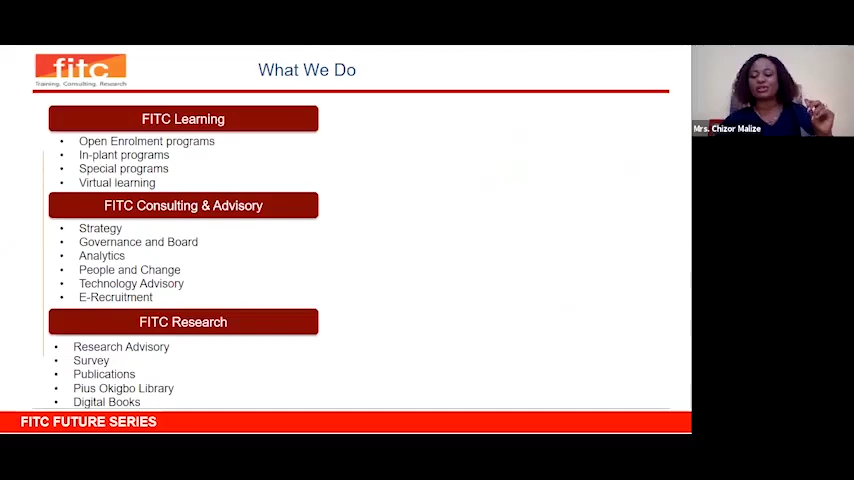 fitc
Training. Consulting. Research
What We Do
FITC Learning
• Open Enrolment programs
• In-plant programs
• Special programs
• Virtual learning
FITC Consulting & Advisory
• Strategy
• Governance and Board
• Analytics
• People and Change
• Technology Advisory
• E-Recruitment
FITC Research
• Research Advisory
• Survey
• Publications
• Pius Okigbo Library
• Digital Books
FITC FUTURE SERIES
Mrs. Chizor Malize